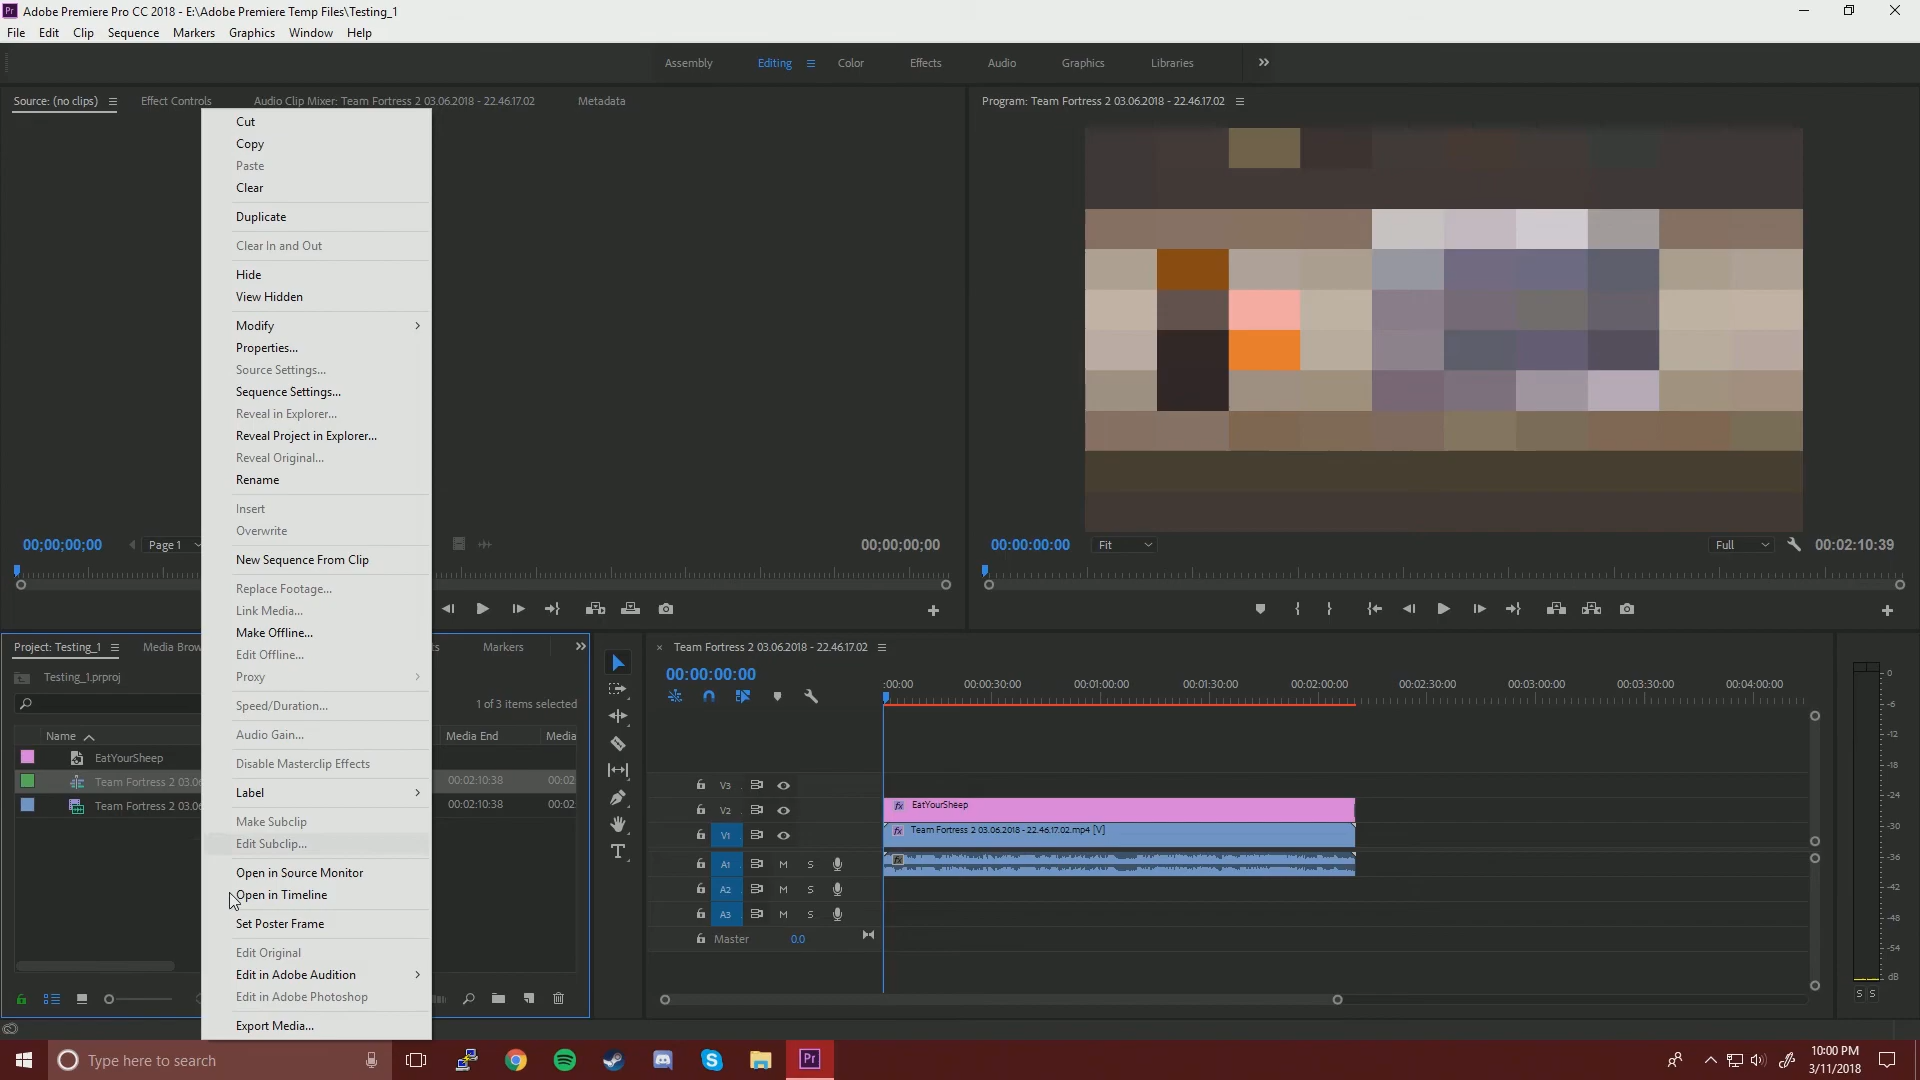 Adobe Premiere Pro CC 2018 - E:\Adobe Premiere Temp Files\Testing_1
File Edit Clip Sequence Markers Graphics Window Help
Assembly Editing Color Effects Audio Graphics Libraries
Source: (no clips) Effect Controls Audio Clip Mixer: Team Fortress 2 03.06.2018 - 22.46.17.02 Metadata
Program: Team Fortress 2 03.06.2018 - 22.46.17.02
Cut
Copy
Paste
Clear
Duplicate
Clear In and Out
Hide
View Hidden
Modify
Properties...
Source Settings...
Sequence Settings...
Reveal in Explorer...
Reveal Project in Explorer...
Reveal Original...
Rename
Insert
Overwrite
New Sequence From Clip
Replace Footage...
Link Media...
Make Offline...
Edit Offline...
Proxy
Speed/Duration...
Audio Gain...
Disable Masterclip Effects
Label
Make Subclip
Edit Subclip...
Open in Source Monitor
Open in Timeline
Set Poster Frame
Edit Original
Edit in Adobe Audition
Edit in Adobe Photoshop
Export Media...
00;00;00;00 Page 1 00;00;00;00
00:00:00:00 Fit Full 00:02:10:39
Project: Testing_1 Media Brow ts Markers
Testing_1.prproj
1 of 3 items selected
Name Media End Media
EatYourSheep
Team Fortress 2 03.0 00:02:10:38 00:02
Team Fortress 2 03.0 00:02:10:38 00:02
Team Fortress 2 03.06.2018 - 22.46.17.02
00:00:00:00
:00:00 00:00:30:00 00:01:00:00 00:01:30:00 00:02:00:00 00:02:30:00 00:03:00:00 00:03:30:00 00:04:00:00
V3
V2 EatYourSheep
V1 Team Fortress 2 03.06.2018 - 22.46.17.02.mp4 [V]
A1 M S
A2 M S
A3 M S
Master 0.0
0
-6
-12
-18
-24
-30
-36
-42
-48
-54
dB
S S
Type here to search
10:00 PM
3/11/2018